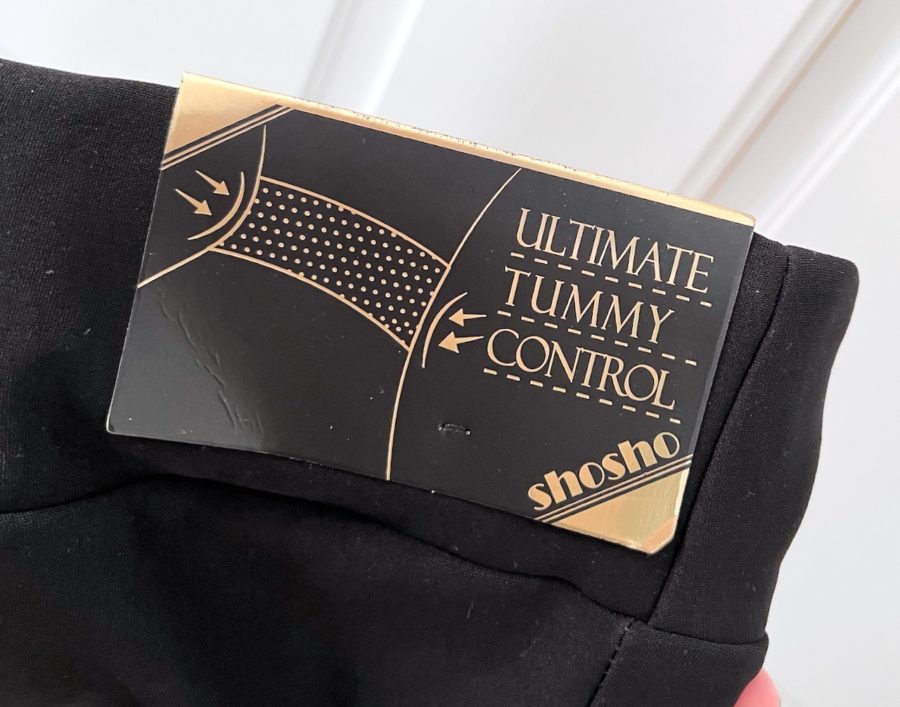 ULTIMATE
TUMMY
CONTROL
shosho